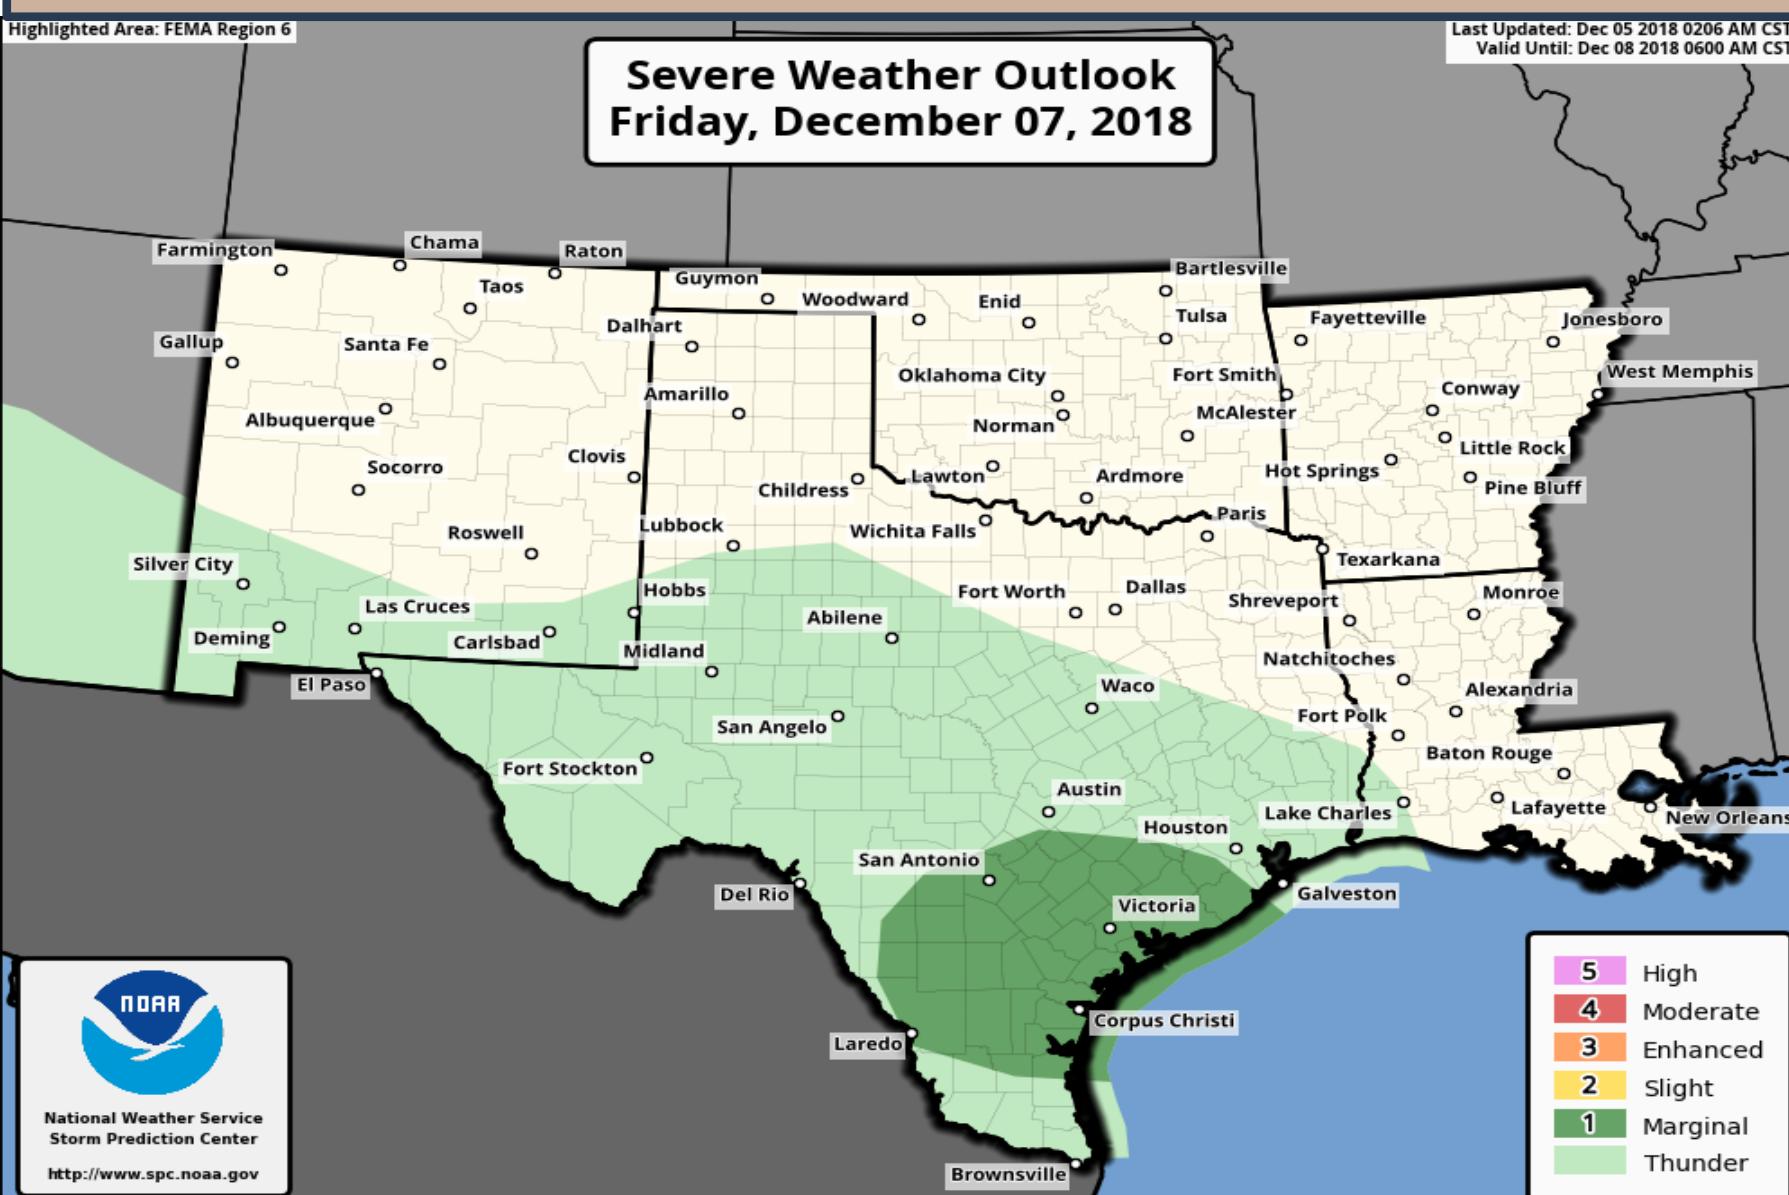 Highlighted Area: FEMA Region 6
Last Updated: Dec 05 2018 0206 AM CST
Valid Until: Dec 08 2018 0600 AM CST
Severe Weather Outlook
Friday, December 07, 2018
Farmington
Chama
Raton
Taos
Guymon
Woodward
Enid
Bartlesville
Tulsa
Fayetteville
Jonesboro
Gallup
Santa Fe
Dalhart
Amarillo
Oklahoma City
Fort Smith
Conway
West Memphis
Albuquerque
Norman
McAlester
Little Rock
Socorro
Clovis
Childress
Lawton
Ardmore
Hot Springs
Pine Bluff
Roswell
Lubbock
Wichita Falls
Paris
Texarkana
Silver City
Las Cruces
Hobbs
Abilene
Fort Worth
Dallas
Shreveport
Monroe
Deming
Carlsbad
Midland
Natchitoches
El Paso
San Angelo
Waco
Alexandria
Fort Polk
Fort Stockton
Baton Rouge
Austin
Lake Charles
Lafayette
New Orleans
Houston
San Antonio
Del Rio
Victoria
Galveston
Corpus Christi
Laredo
Brownsville
NOAA
National Weather Service
Storm Prediction Center
http://www.spc.noaa.gov
5 High
4 Moderate
3 Enhanced
2 Slight
1 Marginal
Thunder